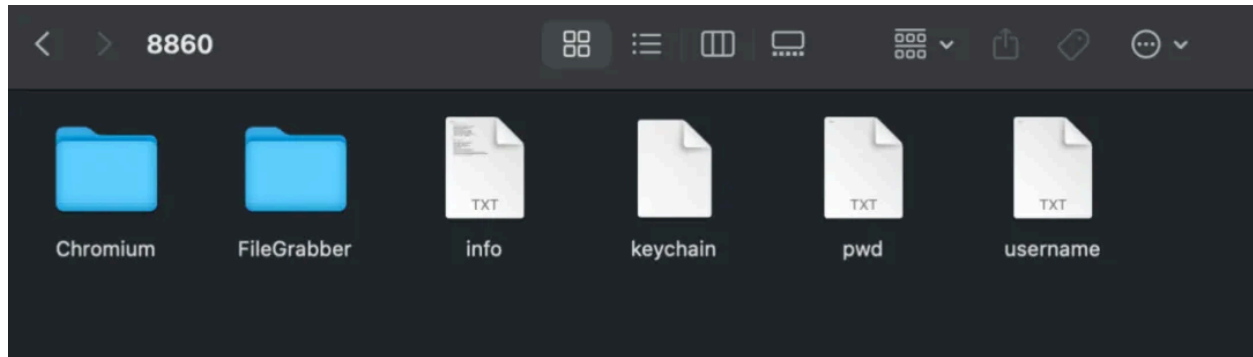 8860
TXT
TXT
TXT
Chromium
FileGrabber
info
keychain
pwd
username